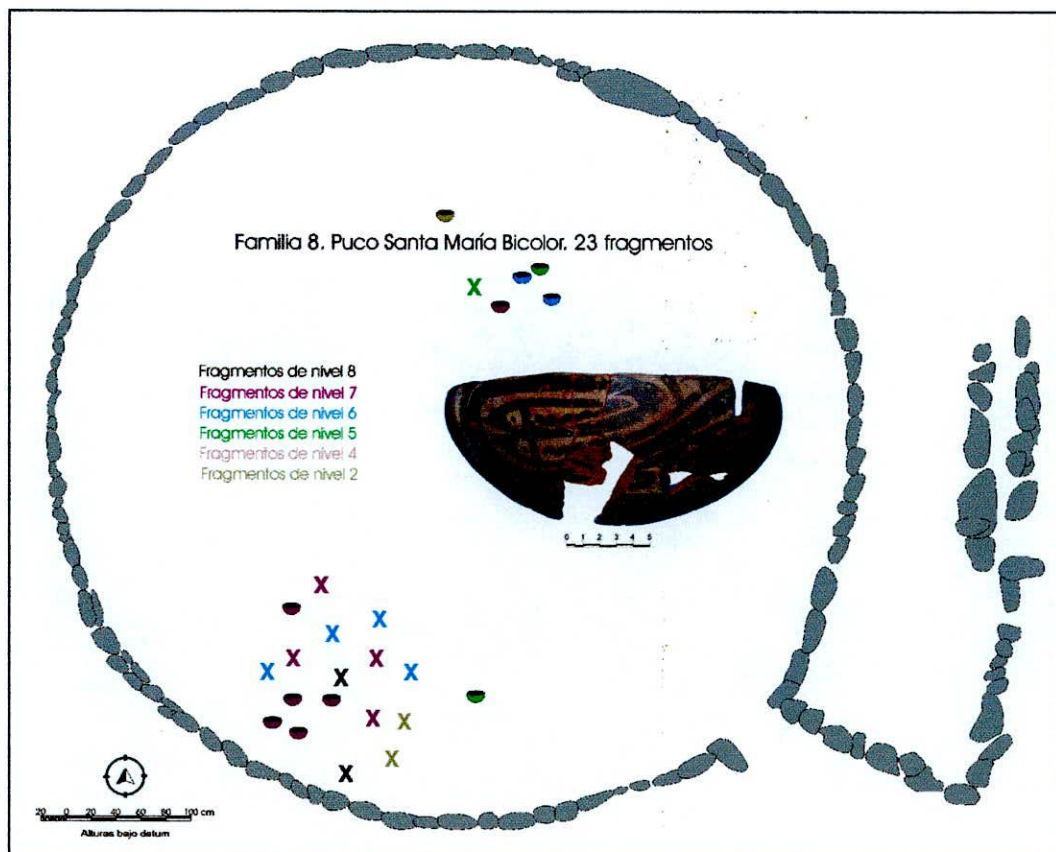 Familia 8. Puco Santa María Bicolor. 23 fragmentos
Fragmentos de nivel 8
Fragmentos de nivel 7
Fragmentos de nivel 6
Fragmentos de nivel 5
Fragmentos de nivel 4
Fragmentos de nivel 2
0 1 2 3 4 5
20 0 20 40 60 80 100 cm
Alturas bajo datum